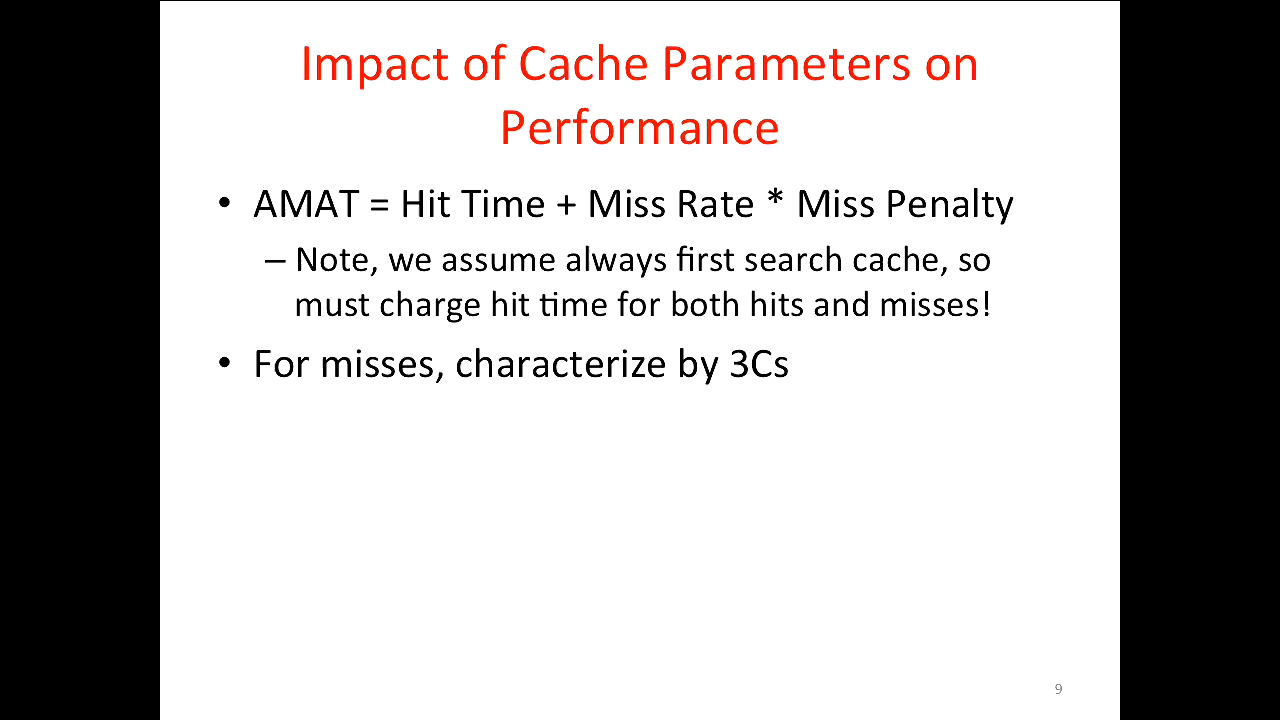 Impact of Cache Parameters on
Performance
• AMAT = Hit Time + Miss Rate * Miss Penalty
– Note, we assume always first search cache, so
must charge hit time for both hits and misses!
• For misses, characterize by 3Cs
9